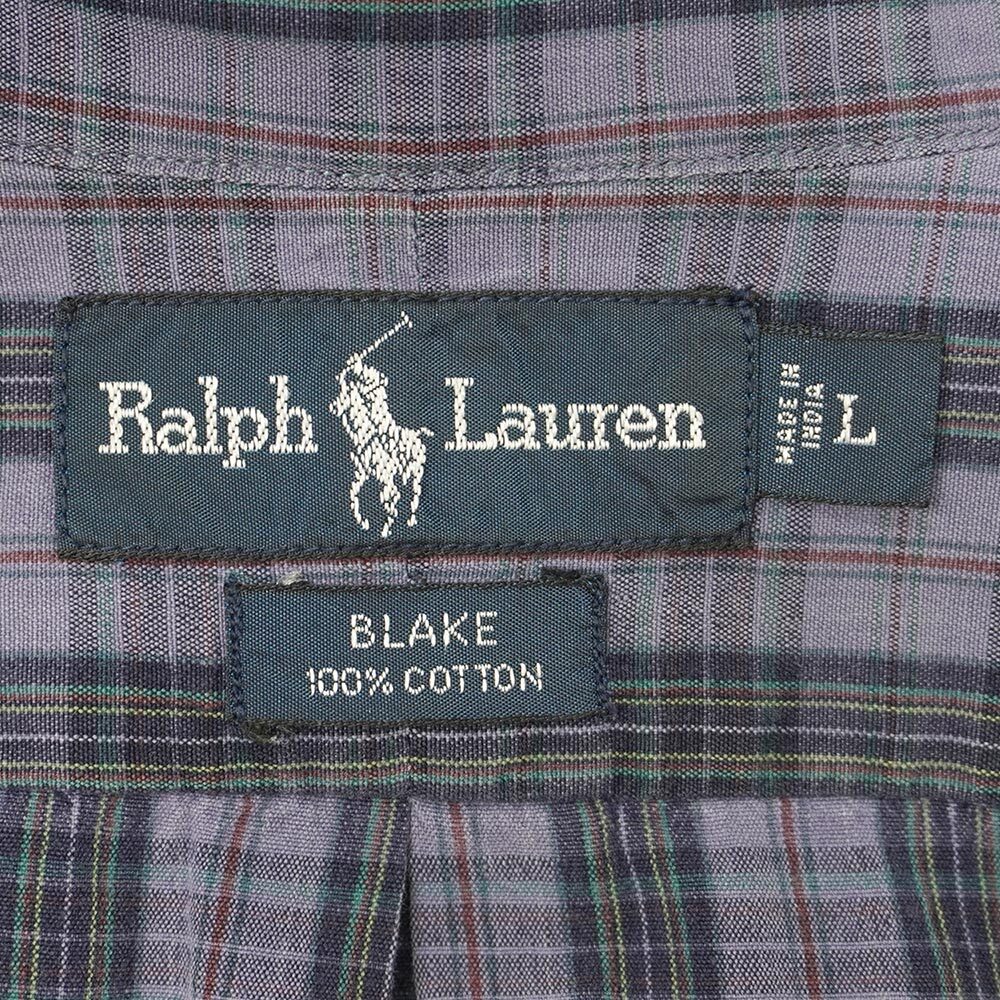 Ralph Lauren
MADE IN
INDIA
L
BLAKE
100% COTTON